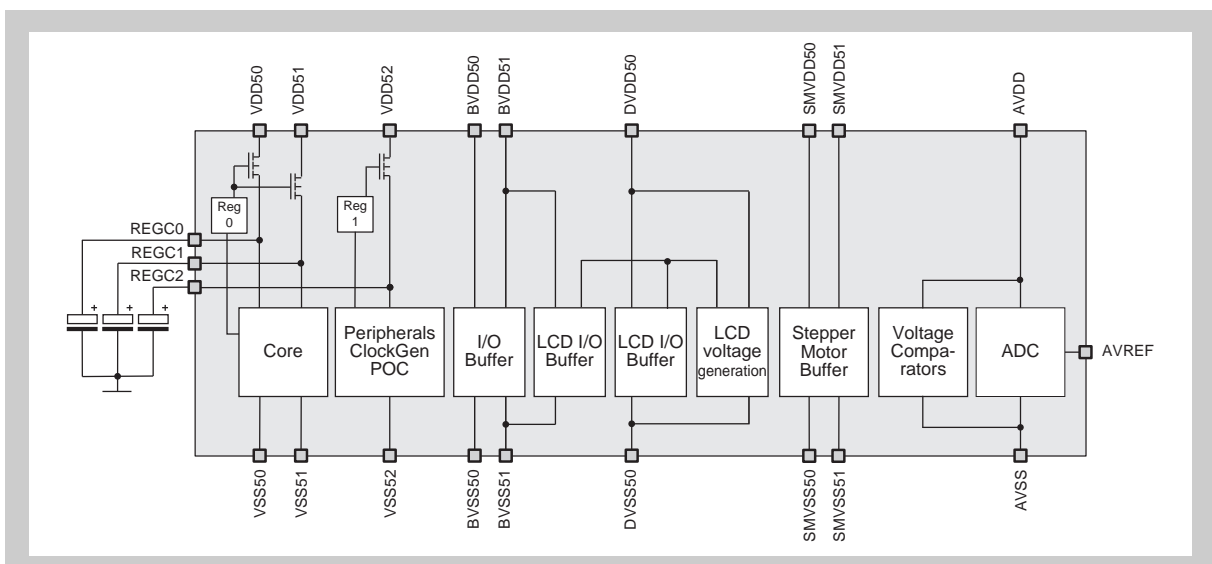 VDD50
VDD51
VDD52
BVDD50
BVDD51
DVDD50
SMVDD50
SMVDD51
AVDD
Reg
0
Reg
1
REGC0
REGC1
REGC2
+
+
+
Core
Peripherals
ClockGen
POC
I/O
Buffer
LCD I/O
Buffer
LCD I/O
Buffer
LCD
voltage
generation
Stepper
Motor
Buffer
Voltage
Compa-
rators
ADC
AVREF
VSS50
VSS51
VSS52
BVSS50
BVSS51
DVSS50
SMVSS50
SMVSS51
AVSS